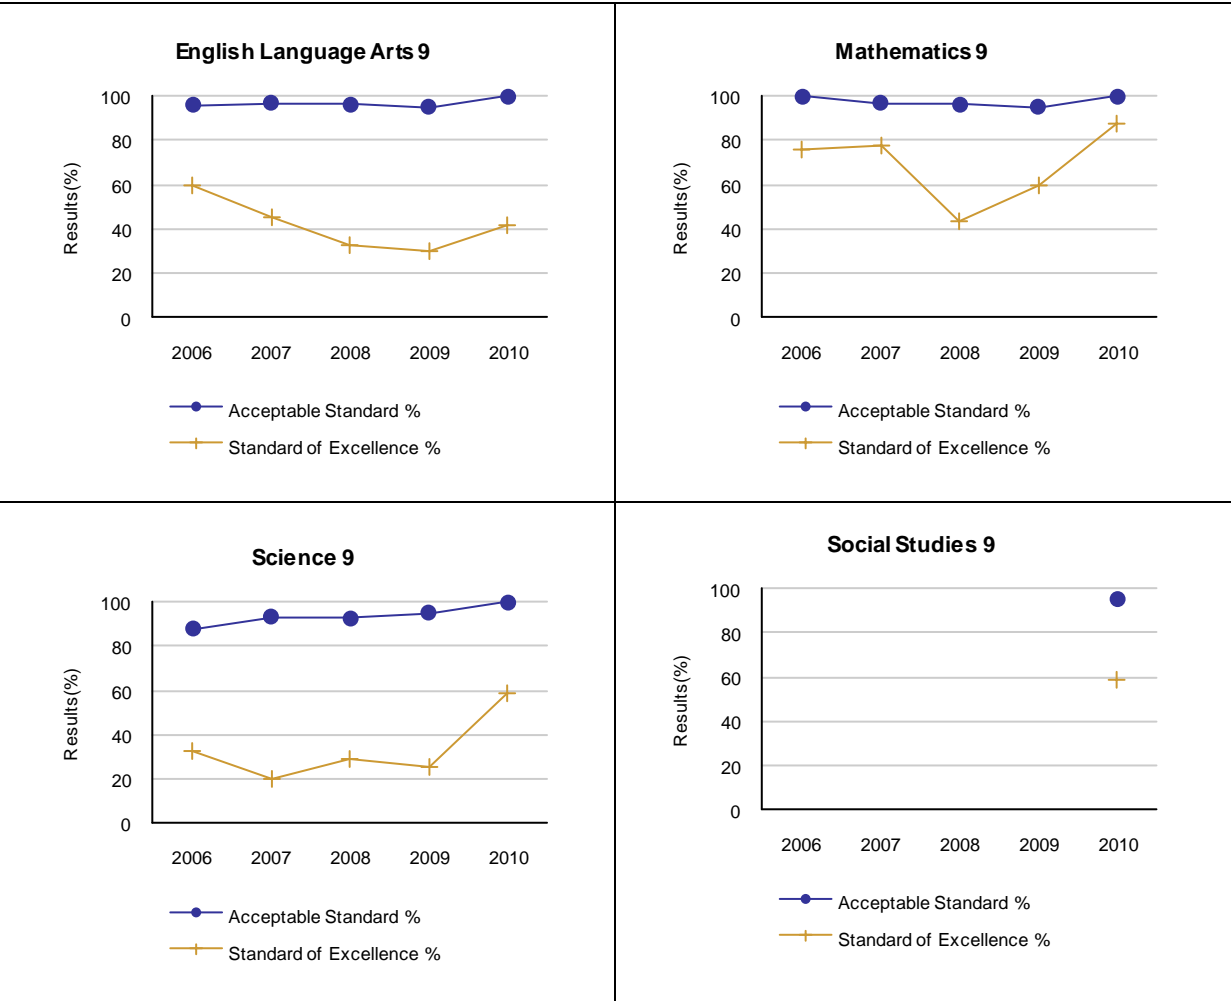 English Language Arts 9
100
80
60
40
20
0
Results(%)
2006 2007 2008 2009 2010
Acceptable Standard %
Standard of Excellence %
Mathematics 9
100
80
60
40
20
0
Results(%)
2006 2007 2008 2009 2010
Acceptable Standard %
Standard of Excellence %
Science 9
100
80
60
40
20
0
Results(%)
2006 2007 2008 2009 2010
Acceptable Standard %
Standard of Excellence %
Social Studies 9
100
80
60
40
20
0
Results(%)
2006 2007 2008 2009 2010
Acceptable Standard %
Standard of Excellence %